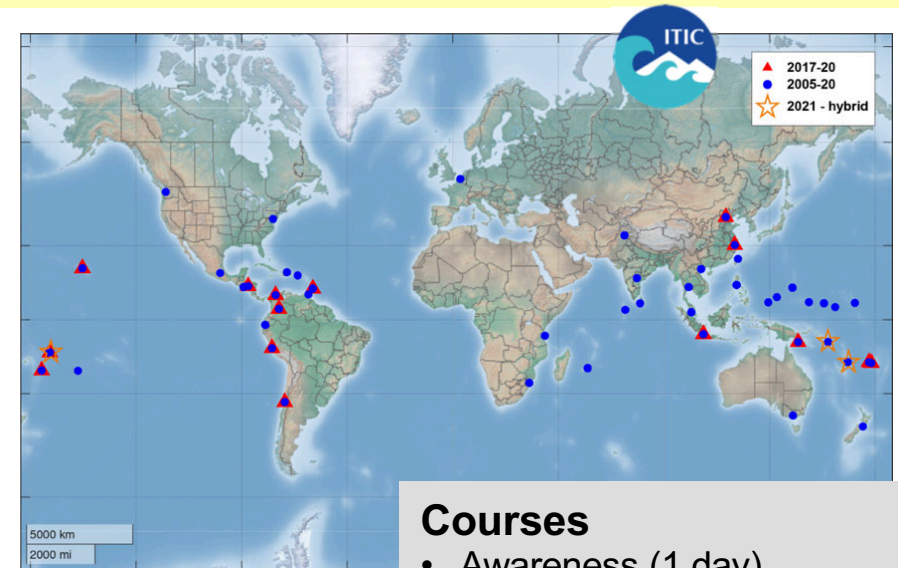 ITIC
2017-20
2005-20
2021 - hybrid
5000 km
2000 mi
Courses
• Awareness (1 day)